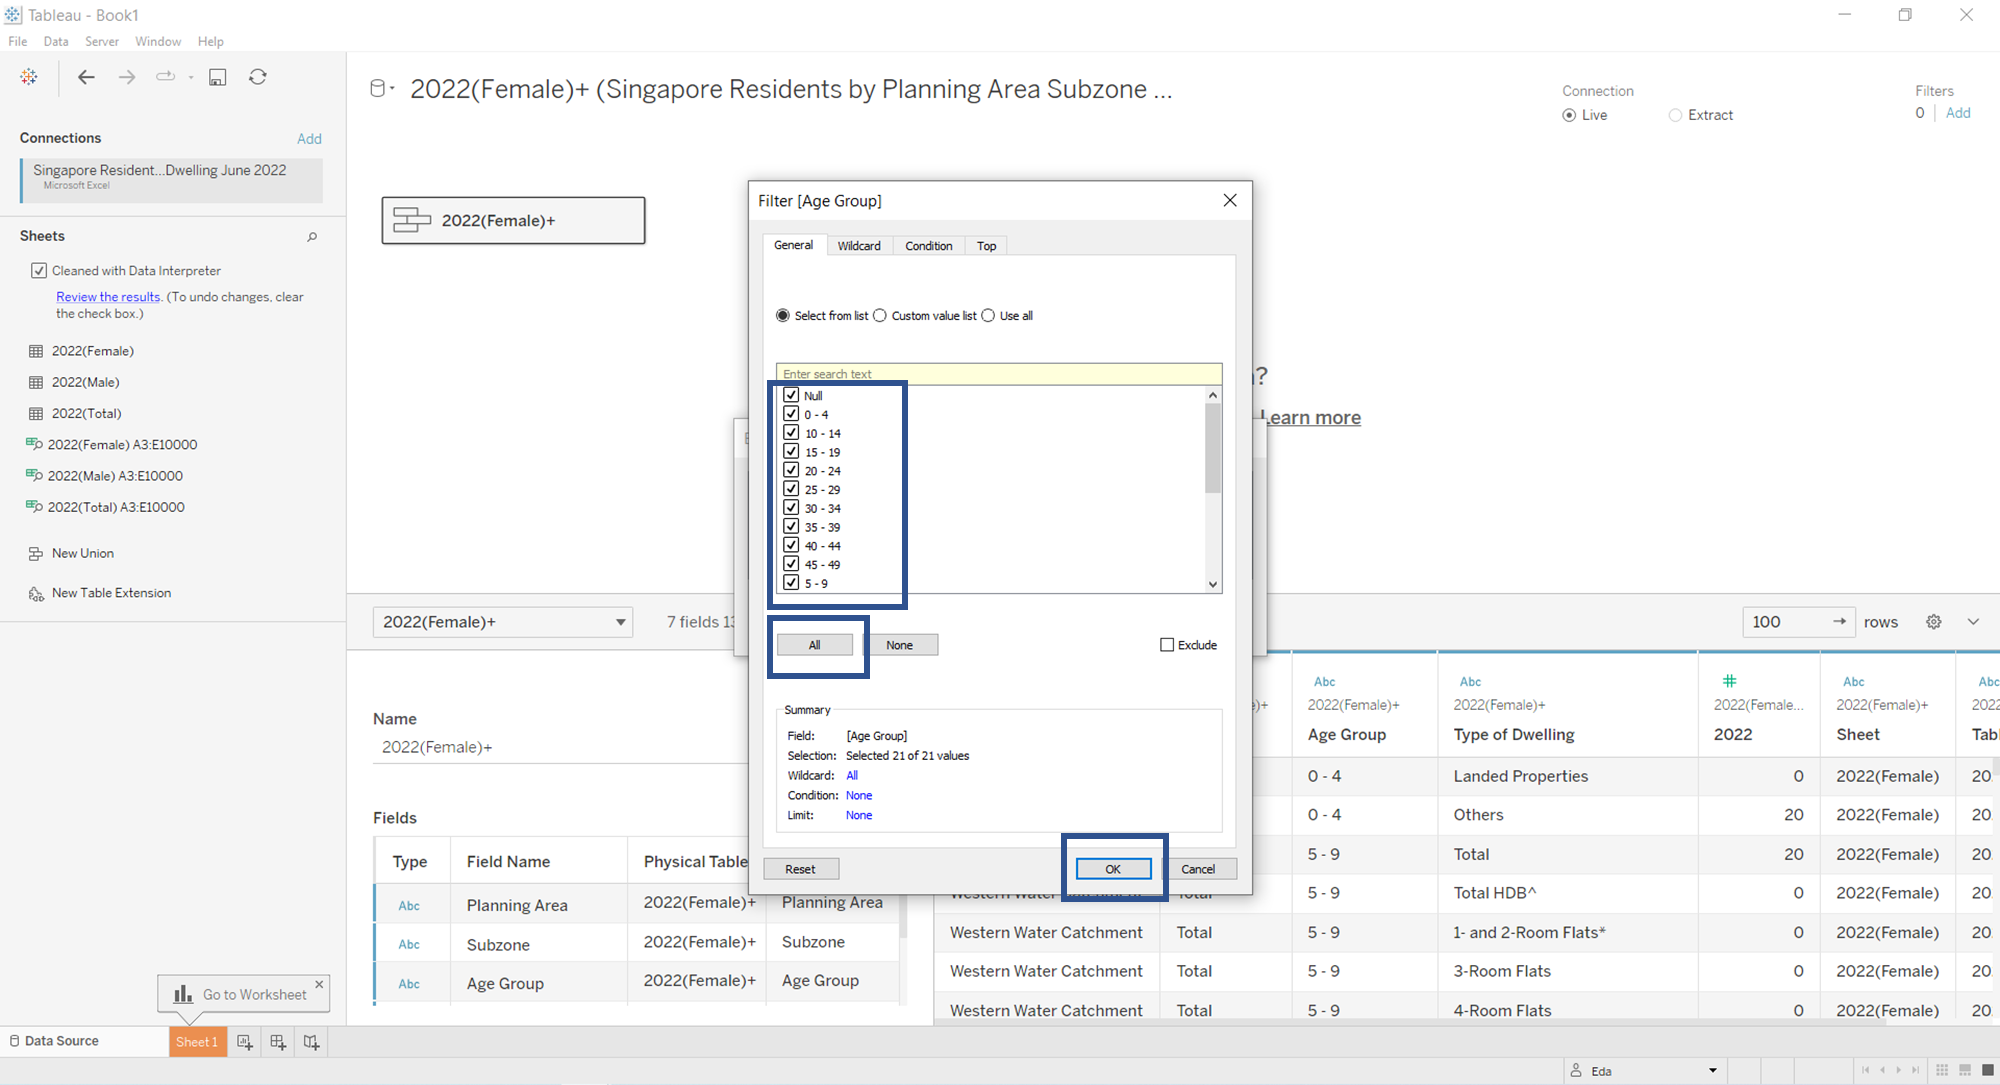 Tableau - Book1
File Data Server Window Help
2022(Female)+ (Singapore Residents by Planning Area Subzone ...
Connection
Live Extract
Filters
0 Add
Connections Add
Singapore Resident...Dwelling June 2022
Microsoft Excel
Sheets
Cleaned with Data Interpreter
Review the results. (To undo changes, clear
the check box.)
2022(Female)
2022(Male)
2022(Total)
2022(Female) A3:E10000
2022(Male) A3:E10000
2022(Total) A3:E10000
New Union
New Table Extension
2022(Female)+
Filter [Age Group]
General Wildcard Condition Top
Select from list Custom value list Use all
Enter search text
Null
0 - 4
10 - 14
15 - 19
20 - 24
25 - 29
30 - 34
35 - 39
40 - 44
45 - 49
5 - 9
All None Exclude
Summary
Field: [Age Group]
Selection: Selected 21 of 21 values
Wildcard: All
Condition: None
Limit: None
Reset OK Cancel
?
Learn more
2022(Female)+ 7 fields 100 rows
Name
2022(Female)+
Fields
Type Field Name Physical Table
Abc Planning Area 2022(Female)+ Planning Area
Abc Subzone 2022(Female)+ Subzone
Abc Age Group 2022(Female)+ Age Group
Abc Abc # Abc Abc
2022(Female)+ 2022(Female)+ 2022(Female... 2022(Female)+
Age Group Type of Dwelling 2022 Sheet
0 - 4 Landed Properties 0 2022(Female)
0 - 4 Others 20 2022(Female)
5 - 9 Total 20 2022(Female)
Western Water Catchment Total 5 - 9 Total HDB^ 0 2022(Female)
Western Water Catchment Total 5 - 9 1- and 2-Room Flats* 0 2022(Female)
Western Water Catchment Total 5 - 9 3-Room Flats 0 2022(Female)
Western Water Catchment Total 5 - 9 4-Room Flats 0 2022(Female)
Go to Worksheet
Data Source Sheet 1
Eda